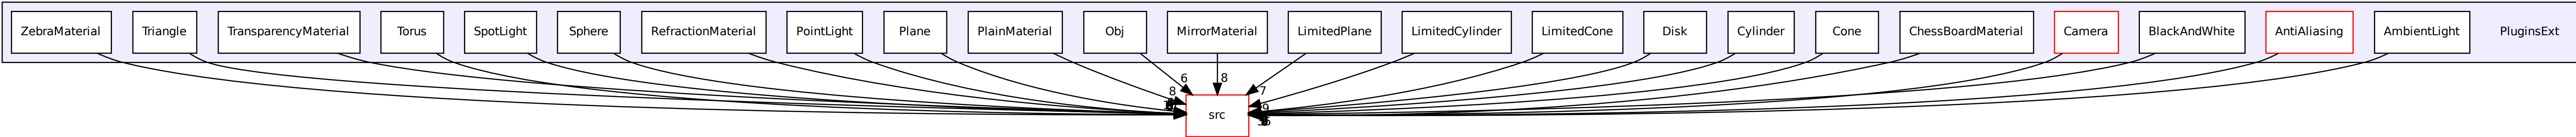 ZebraMaterial
Triangle
TransparencyMaterial
Torus
SpotLight
Sphere
RefractionMaterial
PointLight
Plane
PlainMaterial
Obj
MirrorMaterial
LimitedPlane
LimitedCylinder
LimitedCone
Disk
Cylinder
Cone
ChessBoardMaterial
Camera
BlackAndWhite
AntiAliasing
AmbientLight
PluginsExt
6
8
8
7
9
src